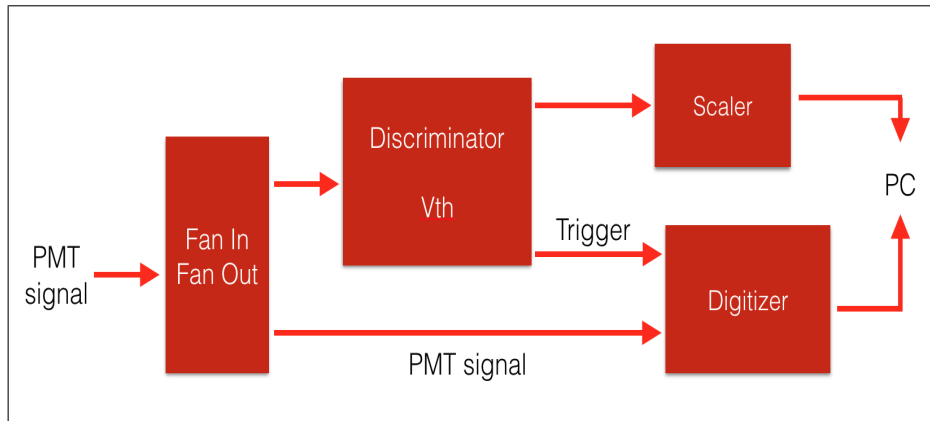 PMT
signal
Fan In
Fan Out
Discriminator
Vth
Scaler
Trigger
PMT signal
Digitizer
PC